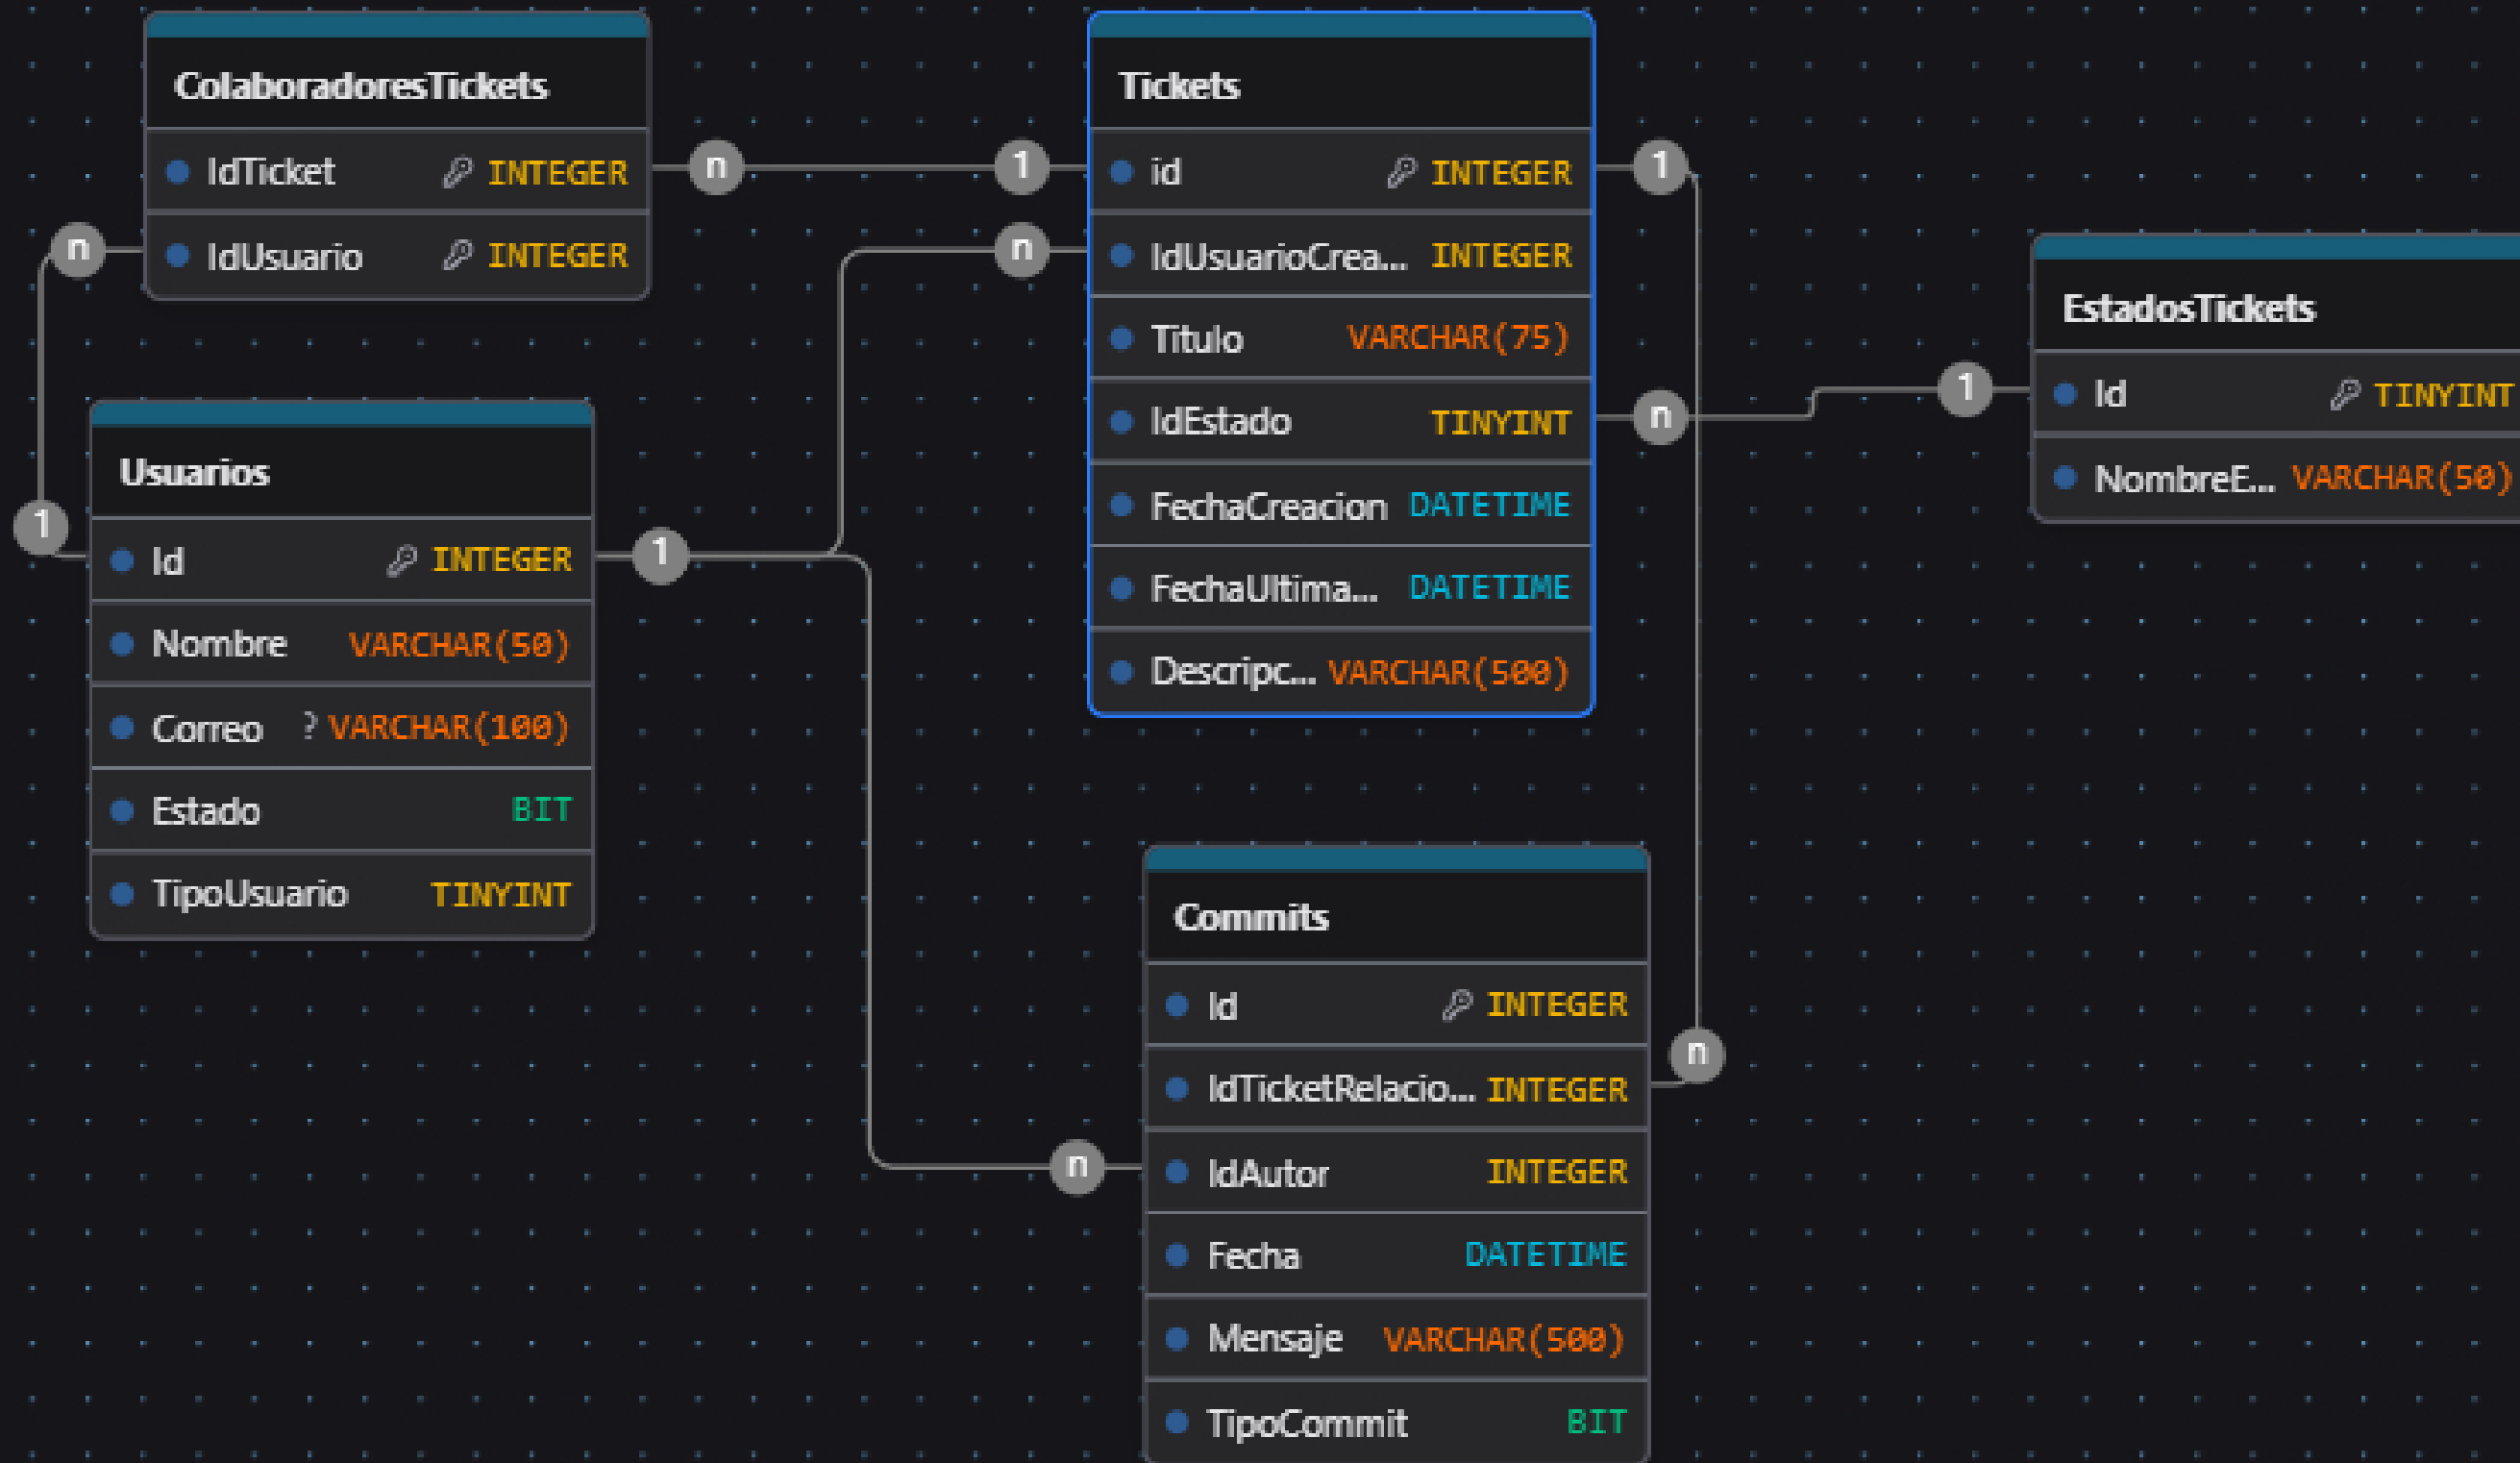 ColaboradoresTickets
IdTicket INTEGER
IdUsuario INTEGER
n
1
n
1
n
Usuarios
Id INTEGER
Nombre VARCHAR(50)
Correo ? VARCHAR(100)
Estado BIT
TipoUsuario TINYINT
1
Tickets
id INTEGER
IdUsuarioCrea... INTEGER
Titulo VARCHAR(75)
IdEstado TINYINT
FechaCreacion DATETIME
FechaUltima... DATETIME
Descripc... VARCHAR(500)
1
n
1
EstadosTickets
Id TINYINT
NombreE... VARCHAR(50)
Commits
Id INTEGER
IdTicketRelacio... INTEGER
IdAutor INTEGER
Fecha DATETIME
Mensaje VARCHAR(500)
TipoCommit BIT
n
n